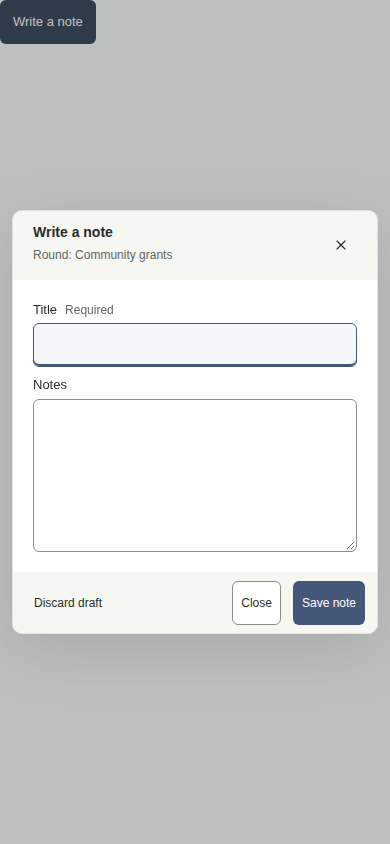 Write a note
Write a note
Round: Community grants
Title Required
Notes
Discard draft Close Save note